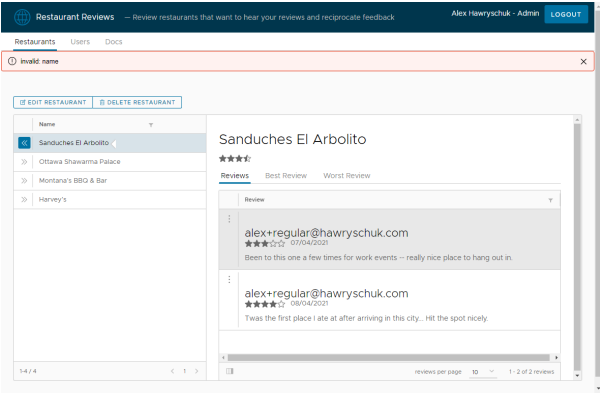 Restaurant Reviews — Review restaurants that want to hear your reviews and reciprocate feedback Alex Hawryschuk - Admin LOGOUT
Restaurants Users Docs
invalid: name
EDIT RESTAURANT DELETE RESTAURANT
Name
Sanduches El Arbolito
Ottawa Shawarma Palace
Montana's BBQ & Bar
Harvey's
1-4 / 4 1
Sanduches El Arbolito
Reviews Best Review Worst Review
Review
alex+regular@hawryschuk.com
07/04/2021
Been to this one a few times for work events -- really nice place to hang out in.
alex+regular@hawryschuk.com
08/04/2021
Twas the first place I ate at after arriving in this city... Hit the spot nicely.
reviews per page 10 1 - 2 of 2 reviews